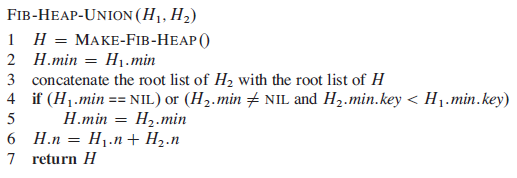 FIB-HEAP-UNION(H₁, H₂)
1 H = MAKE-FIB-HEAP()
2 H.min = H₁.min
3 concatenate the root list of H₂ with the root list of H
4 if (H₁.min == NIL) or (H₂.min ≠ NIL and H₂.min.key < H₁.min.key)
5 H.min = H₂.min
6 H.n = H₁.n + H₂.n
7 return H